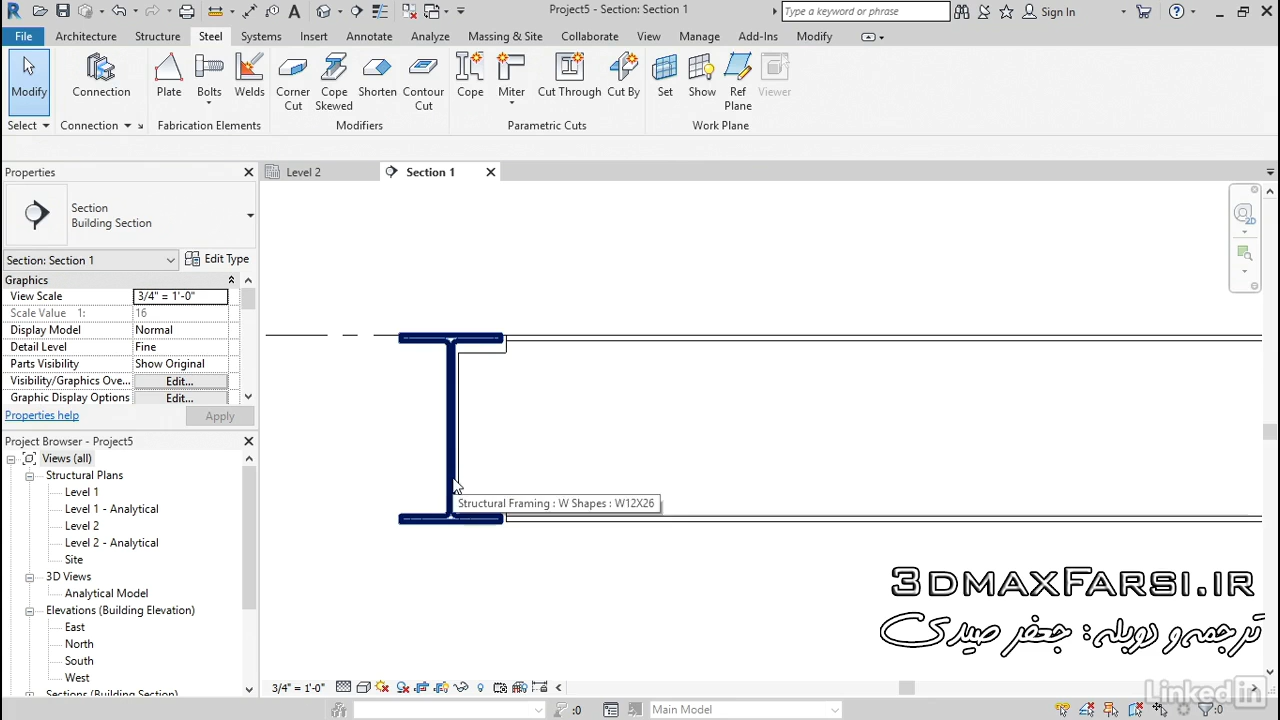 Project5 - Section: Section 1
Type a keyword or phrase
Sign In
File Architecture Structure Steel Systems Insert Annotate Analyze Massing & Site Collaborate View Manage Add-Ins Modify
Modify Connection Plate Bolts Welds Corner Cut Cope Skewed Shorten Contour Cut Cope Miter Cut Through Cut By Set Show Ref Plane Viewer
Select Connection Fabrication Elements Modifiers Parametric Cuts Work Plane
Properties
Level 2
Section 1
Section
Building Section
Section: Section 1
Edit Type
Graphics
View Scale 3/4" = 1'-0"
Scale Value 1: 16
Display Model Normal
Detail Level Fine
Parts Visibility Show Original
Visibility/Graphics Ove... Edit...
Graphic Display Options Edit...
Properties help
Apply
Project Browser - Project5
Views (all)
Structural Plans
Level 1
Level 1 - Analytical
Level 2
Level 2 - Analytical
Site
3D Views
Analytical Model
Elevations (Building Elevation)
East
North
South
West
Sections (Building Section)
2D
Structural Framing : W Shapes : W12X26
3DMAXFARSI.IR
ترجمه و دوبله: جعفر صیدی
Linked in
3/4" = 1'-0"
:0
Main Model
:0